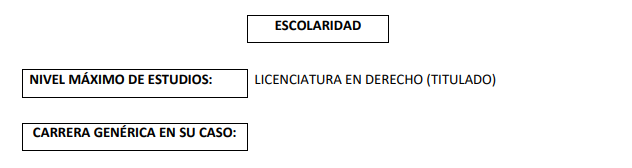 ESCOLARIDAD
NIVEL MÁXIMO DE ESTUDIOS: LICENCIATURA EN DERECHO (TITULADO)
CARRERA GENÉRICA EN SU CASO: